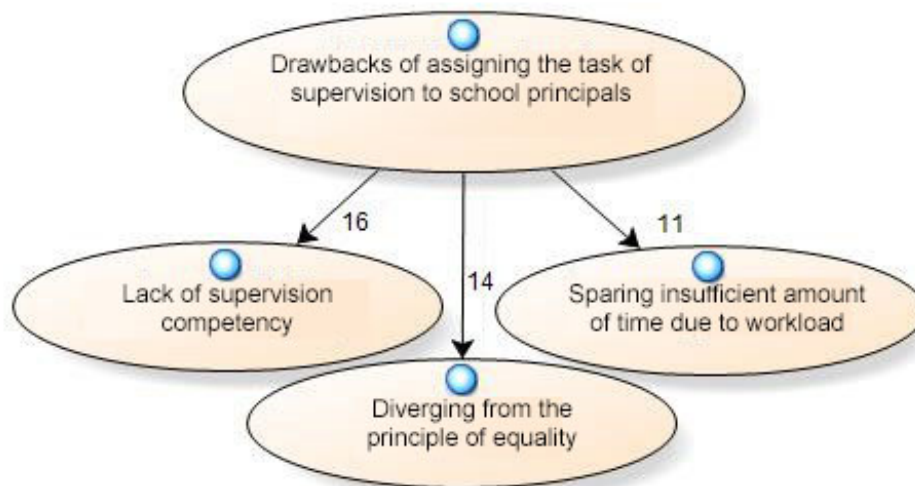 Drawbacks of assigning the task of
supervision to school principals
16
11
14
Lack of supervision
competency
Sparing insufficient amount
of time due to workload
Diverging from the
principle of equality